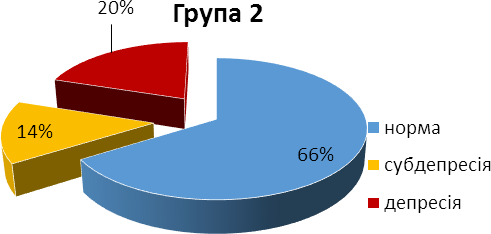 Група 2
20%
14%
66%
норма
субдепресія
депресія